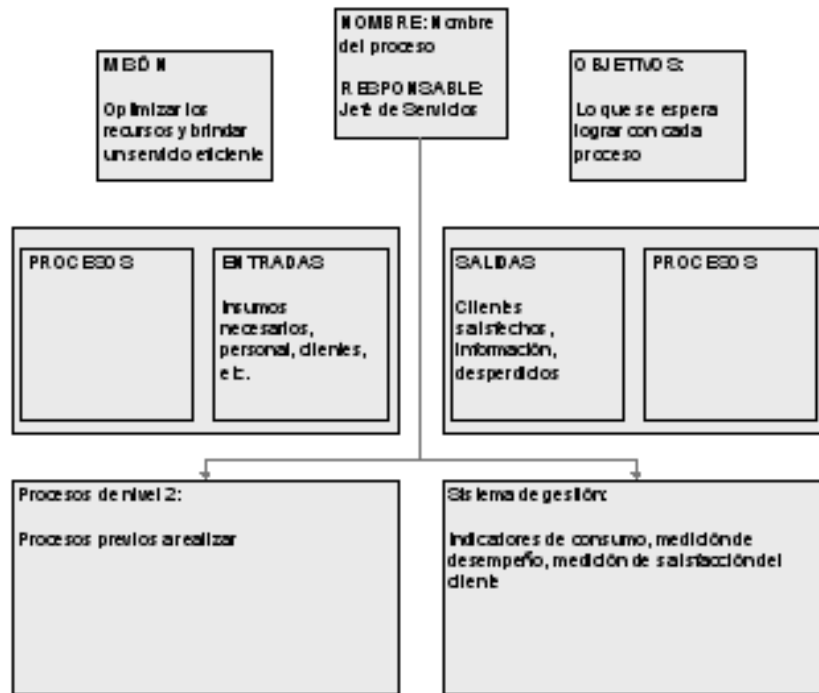 NOMBRE: Nombre
del proceso
RESPONSABLE:
Jefe de Servicios
MISIÓN
Optimizar los
recursos y brindar
un servicio eficiente
OBJETIVOS:
Lo que se espera
lograr con cada
proceso
PROCESOS
ENTRADAS
Insumos
necesarios,
personal, clientes,
etc.
SALIDAS
Clientes
satisfechos,
información,
desperdicios
PROCESOS
Procesos de nivel 2:
Procesos previos a realizar
Sistema de gestión:
Indicadores de consumo, medición de
desempeño, medición de satisfacción del
cliente